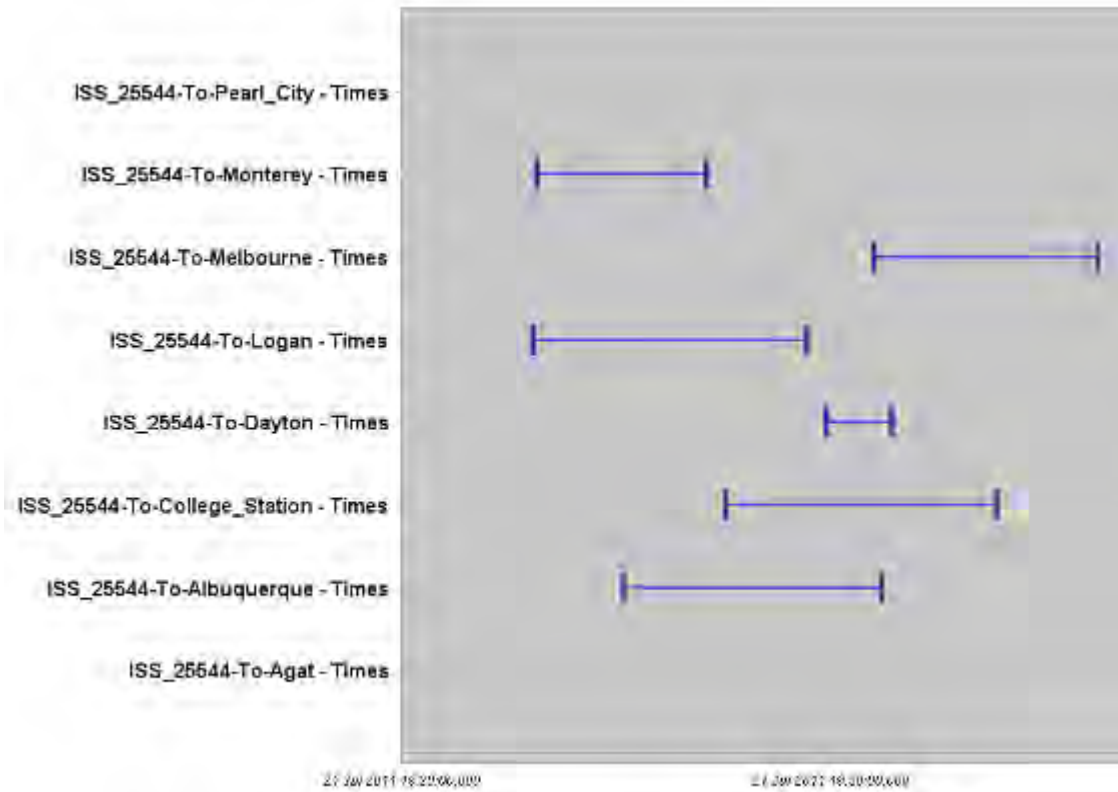 ISS_25544-To-Pearl_City - Times
ISS_25544-To-Monterey - Times
ISS_25544-To-Melbourne - Times
ISS_25544-To-Logan - Times
ISS_25544-To-Dayton - Times
ISS_25544-To-College_Station - Times
ISS_25544-To-Albuquerque - Times
ISS_25544-To-Agat - Times